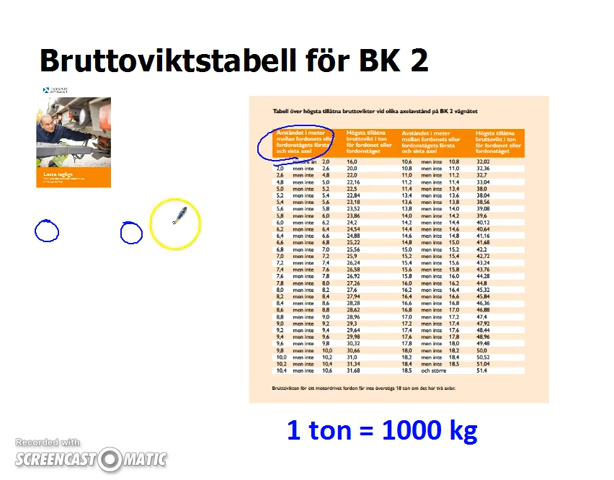 Bruttoviktstabell för BK 2
Lasta lagligt
Tabell över högsta tillåtna bruttovikter vid olika axelavstånd på BK 2 vägnätet
Avståndet i meter mellan fordonets eller fordonstågets första och sista axel
Högsta tillåtna bruttovikt i ton för fordonet eller fordonståget
Avståndet i meter mellan fordonets eller fordonstågets första och sista axel
Högsta tillåtna bruttovikt i ton för fordonet eller fordonståget
2,0 16,0 10,6 men inte 10,8 32,02
2,0 men inte 2,6 20,0 10,8 men inte 11,0 32,36
2,6 men inte 4,8 22,0 11,0 men inte 11,2 32,7
4,8 men inte 5,0 22,16 11,2 men inte 11,4 33,04
5,0 men inte 5,2 22,5 11,4 men inte 13,4 38,0
5,2 men inte 5,4 22,84 13,4 men inte 13,6 38,04
5,4 men inte 5,6 23,18 13,6 men inte 13,8 38,56
5,6 men inte 5,8 23,52 13,8 men inte 14,0 39,08
5,8 men inte 6,0 23,86 14,0 men inte 14,2 39,6
6,0 men inte 6,2 24,2 14,2 men inte 14,4 40,12
6,2 men inte 6,4 24,54 14,4 men inte 14,6 40,64
6,4 men inte 6,6 24,88 14,6 men inte 14,8 41,16
6,6 men inte 6,8 25,22 14,8 men inte 15,0 41,68
6,8 men inte 7,0 25,56 15,0 men inte 15,2 42,2
7,0 men inte 7,2 25,9 15,2 men inte 15,4 42,72
7,2 men inte 7,4 26,24 15,4 men inte 15,6 43,24
7,4 men inte 7,6 26,58 15,6 men inte 15,8 43,76
7,6 men inte 7,8 26,92 15,8 men inte 16,0 44,28
7,8 men inte 8,0 27,26 16,0 men inte 16,2 44,8
8,0 men inte 8,2 27,6 16,2 men inte 16,4 45,32
8,2 men inte 8,4 27,94 16,4 men inte 16,6 45,84
8,4 men inte 8,6 28,28 16,6 men inte 16,8 46,36
8,6 men inte 8,8 28,62 16,8 men inte 17,0 46,88
8,8 men inte 9,0 28,96 17,0 men inte 17,2 47,4
9,0 men inte 9,2 29,3 17,2 men inte 17,4 47,92
9,2 men inte 9,4 29,64 17,4 men inte 17,6 48,44
9,4 men inte 9,6 29,98 17,6 men inte 17,8 48,96
9,6 men inte 9,8 30,32 17,8 men inte 18,0 49,48
9,8 men inte 10,0 30,66 18,0 men inte 18,2 50,0
10,0 men inte 10,2 31,0 18,2 men inte 18,4 50,52
10,2 men inte 10,4 31,34 18,4 men inte 18,5 51,04
10,4 men inte 10,6 31,68 18,5 och större 51,4
Bruttovikten för ett motordrivet fordon får inte överstiga 18 ton om det har två axlar.
1 ton = 1000 kg
Recorded with
SCREENCAST-O-MATIC